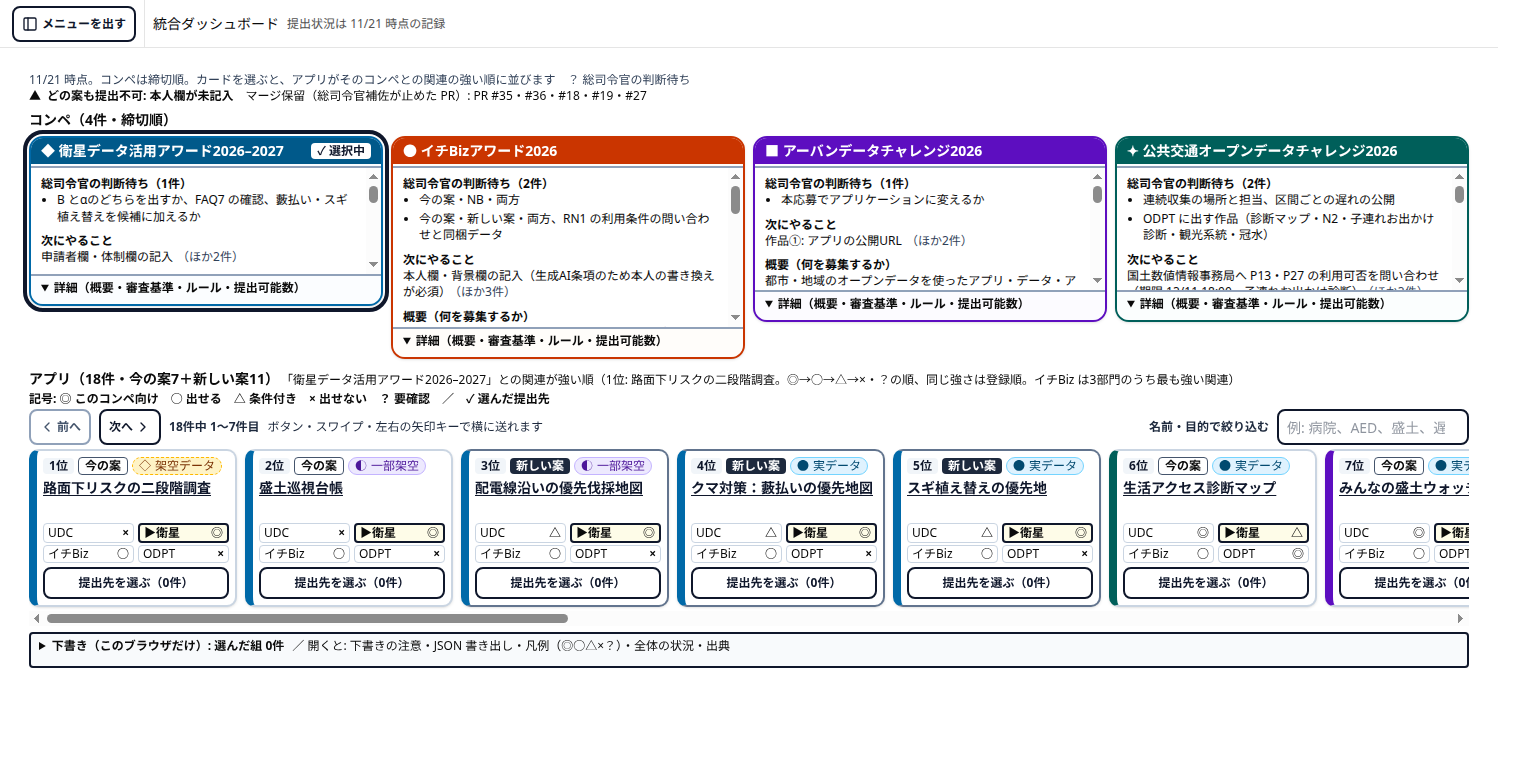 メニューを出す
統合ダッシュボード 提出状況は 11/21 時点の記録
11/21 時点。コンペは締切順。カードを選ぶと、アプリがそのコンペとの関連の強い順に並びます ？ 総司令官の判断待ち
▲ どの案も提出不可: 本人欄が未記入 マージ保留（総司令官補佐が止めた PR）: PR #35・#36・#18・#19・#27
コンペ（4件・締切順）
◆ 衛星データ活用アワード2026–2027 ✓ 選択中
総司令官の判断待ち（1件）
• B とαのどちらを出すか、FAQ7 の確認、藪払い・スギ
植え替えを候補に加えるか
次にやること
申請者欄・体制欄の記入 （ほか2件）
▼ 詳細（概要・審査基準・ルール・提出可能数）
● イチBizアワード2026
総司令官の判断待ち（2件）
• 今の案・NB・両方
• 今の案・新しい案・両方、RN1 の利用条件の問い合わ
せと同梱データ
次にやること
本人欄・背景欄の記入（生成AI条項のため本人の書き換え
が必須） （ほか3件）
概要（何を募集するか）
▼ 詳細（概要・審査基準・ルール・提出可能数）
■ アーバンデータチャレンジ2026
総司令官の判断待ち（1件）
• 本応募でアプリケーションに変えるか
次にやること
作品①: アプリの公開URL （ほか2件）
概要（何を募集するか）
都市・地域のオープンデータを使ったアプリ・データ・ア
▼ 詳細（概要・審査基準・ルール・提出可能数）
✦ 公共交通オープンデータチャレンジ2026
総司令官の判断待ち（2件）
• 連続収集の場所と担当、区間ごとの遅れの公開
• ODPT に出す作品（診断マップ・N2・子連れお出かけ
診断・観光系統・冠水）
次にやること
国土数値情報事務局へ P13・P27 の利用可否を問い合わせ
▼ 詳細（概要・審査基準・ルール・提出可能数）
アプリ（18件・今の案7＋新しい案11） 「衛星データ活用アワード2026–2027」との関連が強い順（1位: 路面下リスクの二段階調査。◎→○→△→×・？の順、同じ強さは登録順。イチBiz は3部門のうち最も強い関連）
記号: ◎ このコンペ向け ○ 出せる △ 条件付き × 出せない ？ 要確認 ／ ✓ 選んだ提出先
前へ
次へ
18件中 1〜7件目 ボタン・スワイプ・左右の矢印キーで横に送れます
名前・目的で絞り込む
例: 病院、AED、盛土、遅
1位 今の案 ◇ 架空データ
路面下リスクの二段階調査
UDC × ▶衛星 ◎
イチBiz ○ ODPT ×
提出先を選ぶ（0件）
2位 今の案 ◐ 一部架空
盛土巡視台帳
UDC × ▶衛星 ◎
イチBiz ○ ODPT ×
提出先を選ぶ（0件）
3位 新しい案 ◐ 一部架空
配電線沿いの優先伐採地図
UDC △ ▶衛星 ◎
イチBiz ○ ODPT ×
提出先を選ぶ（0件）
4位 新しい案 ● 実データ
クマ対策：藪払いの優先地図
UDC △ ▶衛星 ◎
イチBiz ○ ODPT ×
提出先を選ぶ（0件）
5位 新しい案 ● 実データ
スギ植え替えの優先地
UDC △ ▶衛星 ◎
イチBiz ○ ODPT ×
提出先を選ぶ（0件）
6位 今の案 ● 実データ
生活アクセス診断マップ
UDC ◎ ▶衛星 △
イチBiz ○ ODPT ◎
提出先を選ぶ（0件）
7位 今の案 ● 実デ
みんなの盛土ウォッ
UDC ◎ ▶衛
イチBiz ○ ODPT
提出先を選ぶ（0
▶ 下書き（このブラウザだけ）: 選んだ組 0件 ／ 開くと: 下書きの注意・JSON 書き出し・凡例（◎○△×？）・全体の状況・出典